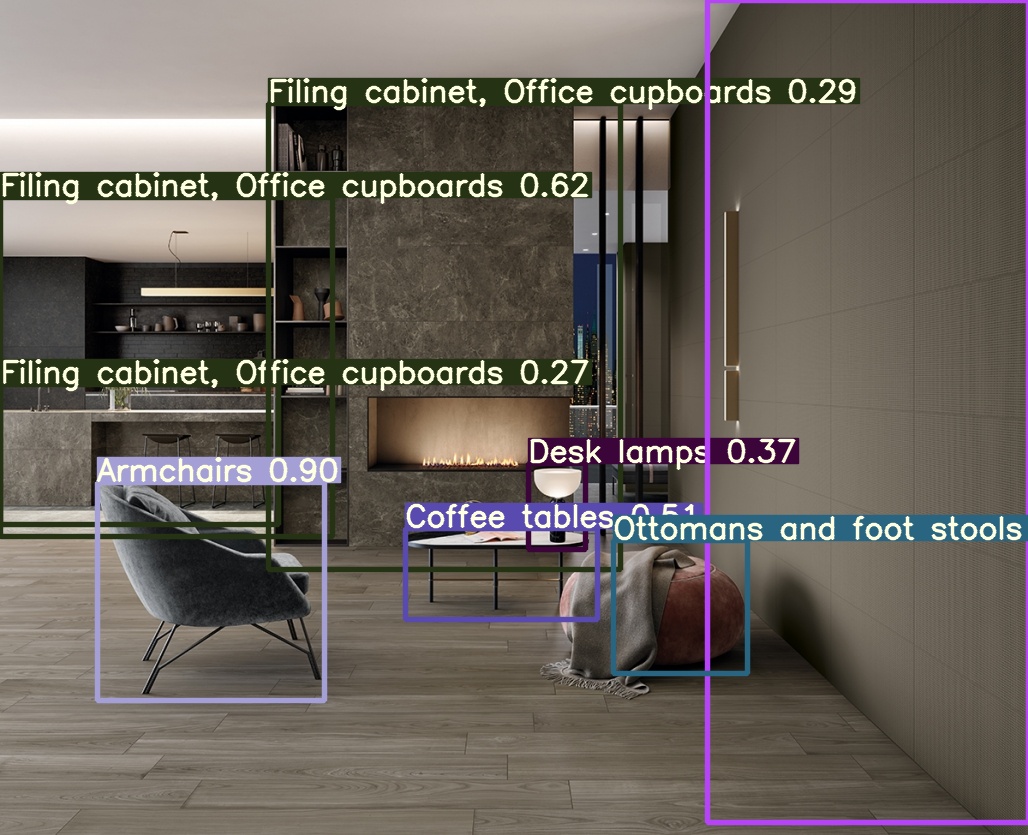 Filing cabinet, Office cupboards 0.29
Filing cabinet, Office cupboards 0.62
Filing cabinet, Office cupboards 0.27
Desk lamps 0.37
Armchairs 0.90
Coffee tables 0.51
Ottomans and foot stools